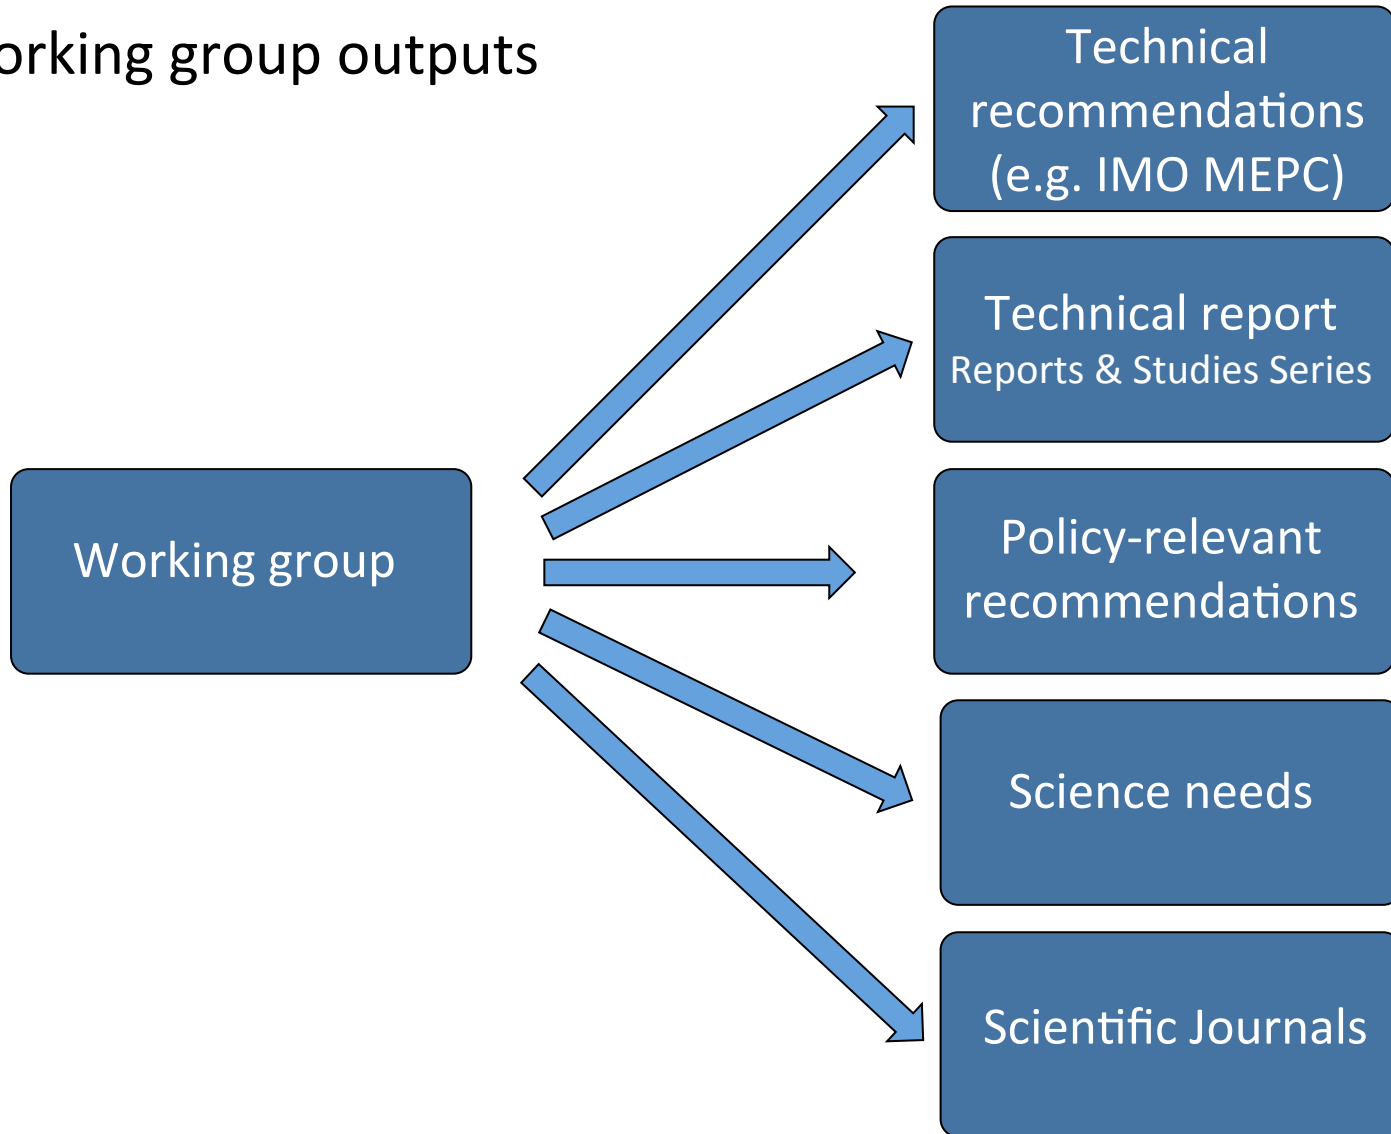 orking group outputs
Technical
recommendations
(e.g. IMO MEPC)
Technical report
Reports & Studies Series
Working group
Policy-relevant
recommendations
Science needs
Scientific Journals